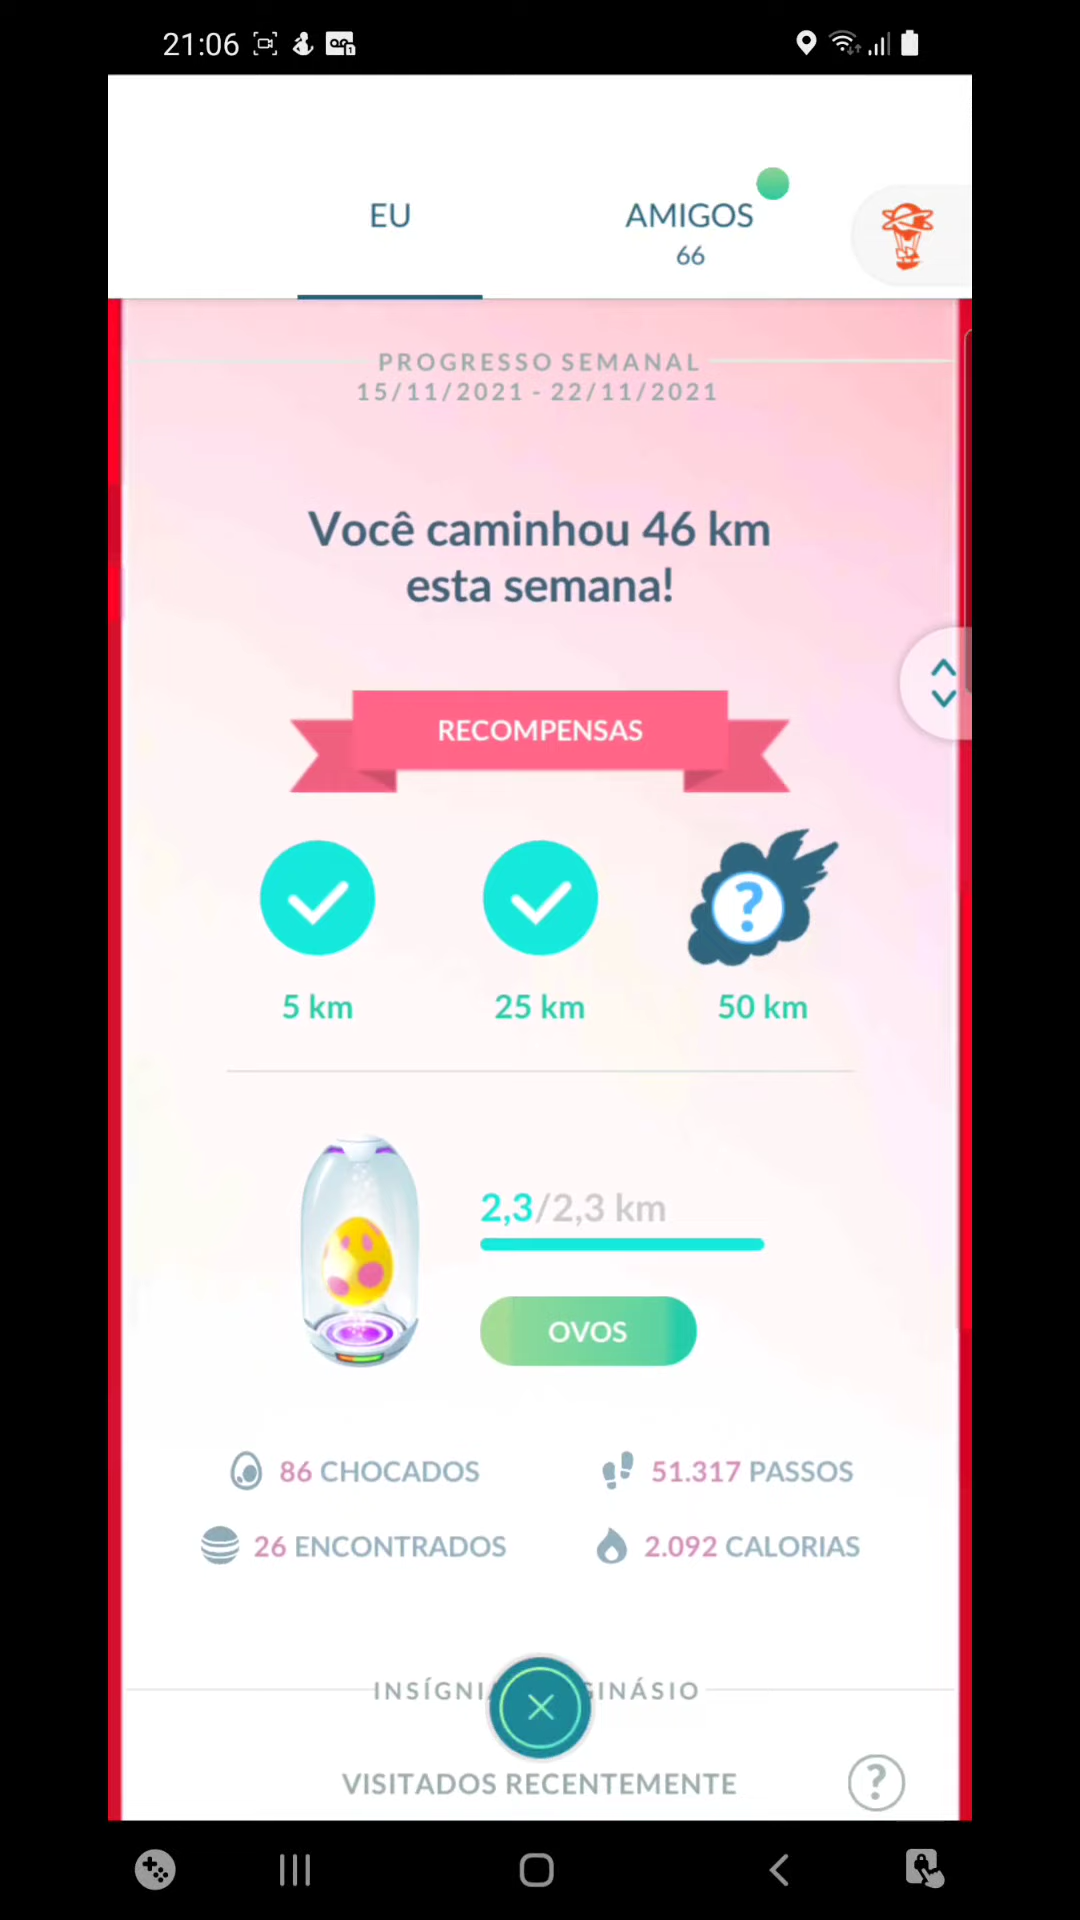 21:06
EU
AMIGOS
66
PROGRESSO SEMANAL
15/11/2021 - 22/11/2021
Você caminhou 46 km
esta semana!
RECOMPENSAS
?
5 km
25 km
50 km
2,3/2,3 km
OVOS
86 CHOCADOS
51.317 PASSOS
26 ENCONTRADOS
2.092 CALORIAS
VISITADOS RECENTEMENTE
?